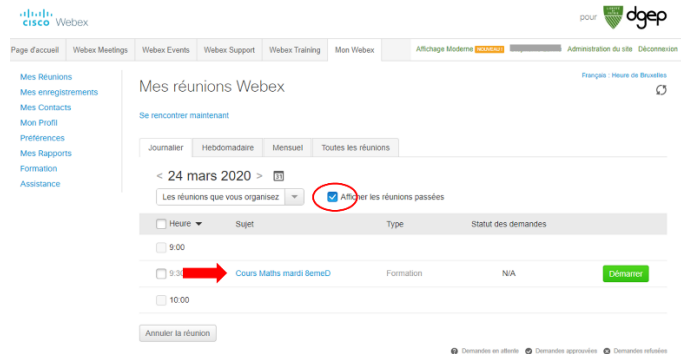 cisco Webex
pour dgep
Page d'accueil Webex Meetings Webex Events Webex Support Webex Training Mon Webex Affichage Moderne NOUVEAU Administration du site Déconnexion
Mes Réunions
Mes enregistrements
Mes Contacts
Mon Profil
Préférences
Mes Rapports
Formation
Assistance
Français : Heure de Bruxelles
Mes réunions Webex
Se rencontrer maintenant
Journalier Hebdomadaire Mensuel Toutes les réunions
< 24 mars 2020 >
Les réunions que vous organisez Afficher les réunions passées
Heure Sujet Type Statut des demandes
9:00
Cours Maths mardi 8emeD Formation N/A Démarrer
10:00
Annuler la réunion
Demandes en attente Demandes approuvées Demandes refusées